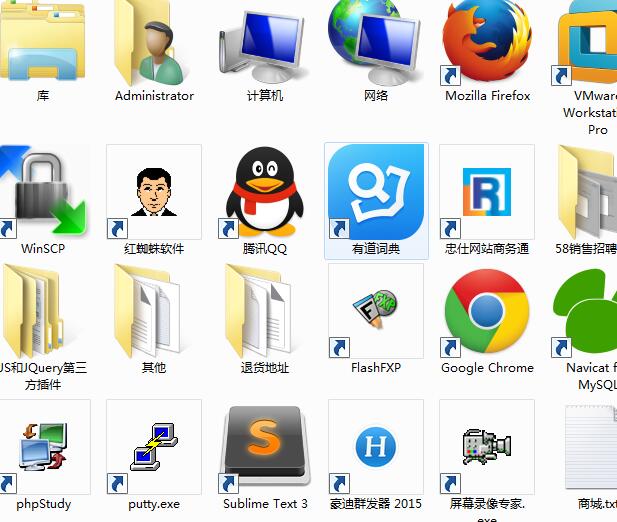 库
Administrator
计算机
网络
Mozilla Firefox
VMware
Workstati
Pro
WinSCP
红蜘蛛软件
腾讯QQ
有道词典
忠仕网站商务通
58销售招聘
JS和JQuery第三
方插件
其他
退货地址
FlashFXP
Google Chrome
Navicat f
MySQL
phpStudy
putty.exe
Sublime Text 3
豪迪群发器 2015
屏幕录像专家.
exe
商城.txt